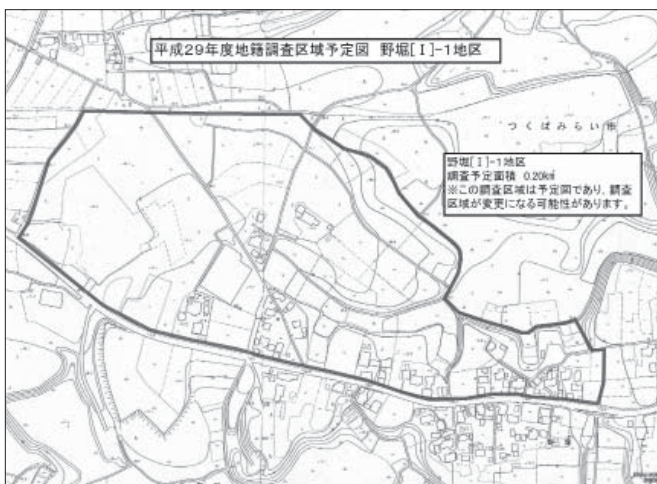 平成29年度地籍調査区域予定図 野堀[Ⅰ]-1地区
つくばみらい市
野堀[Ⅰ]-1地区
調査予定面積 0.20k㎡
※この調査区域は予定図であり、調査
区域が変更になる可能性があります。